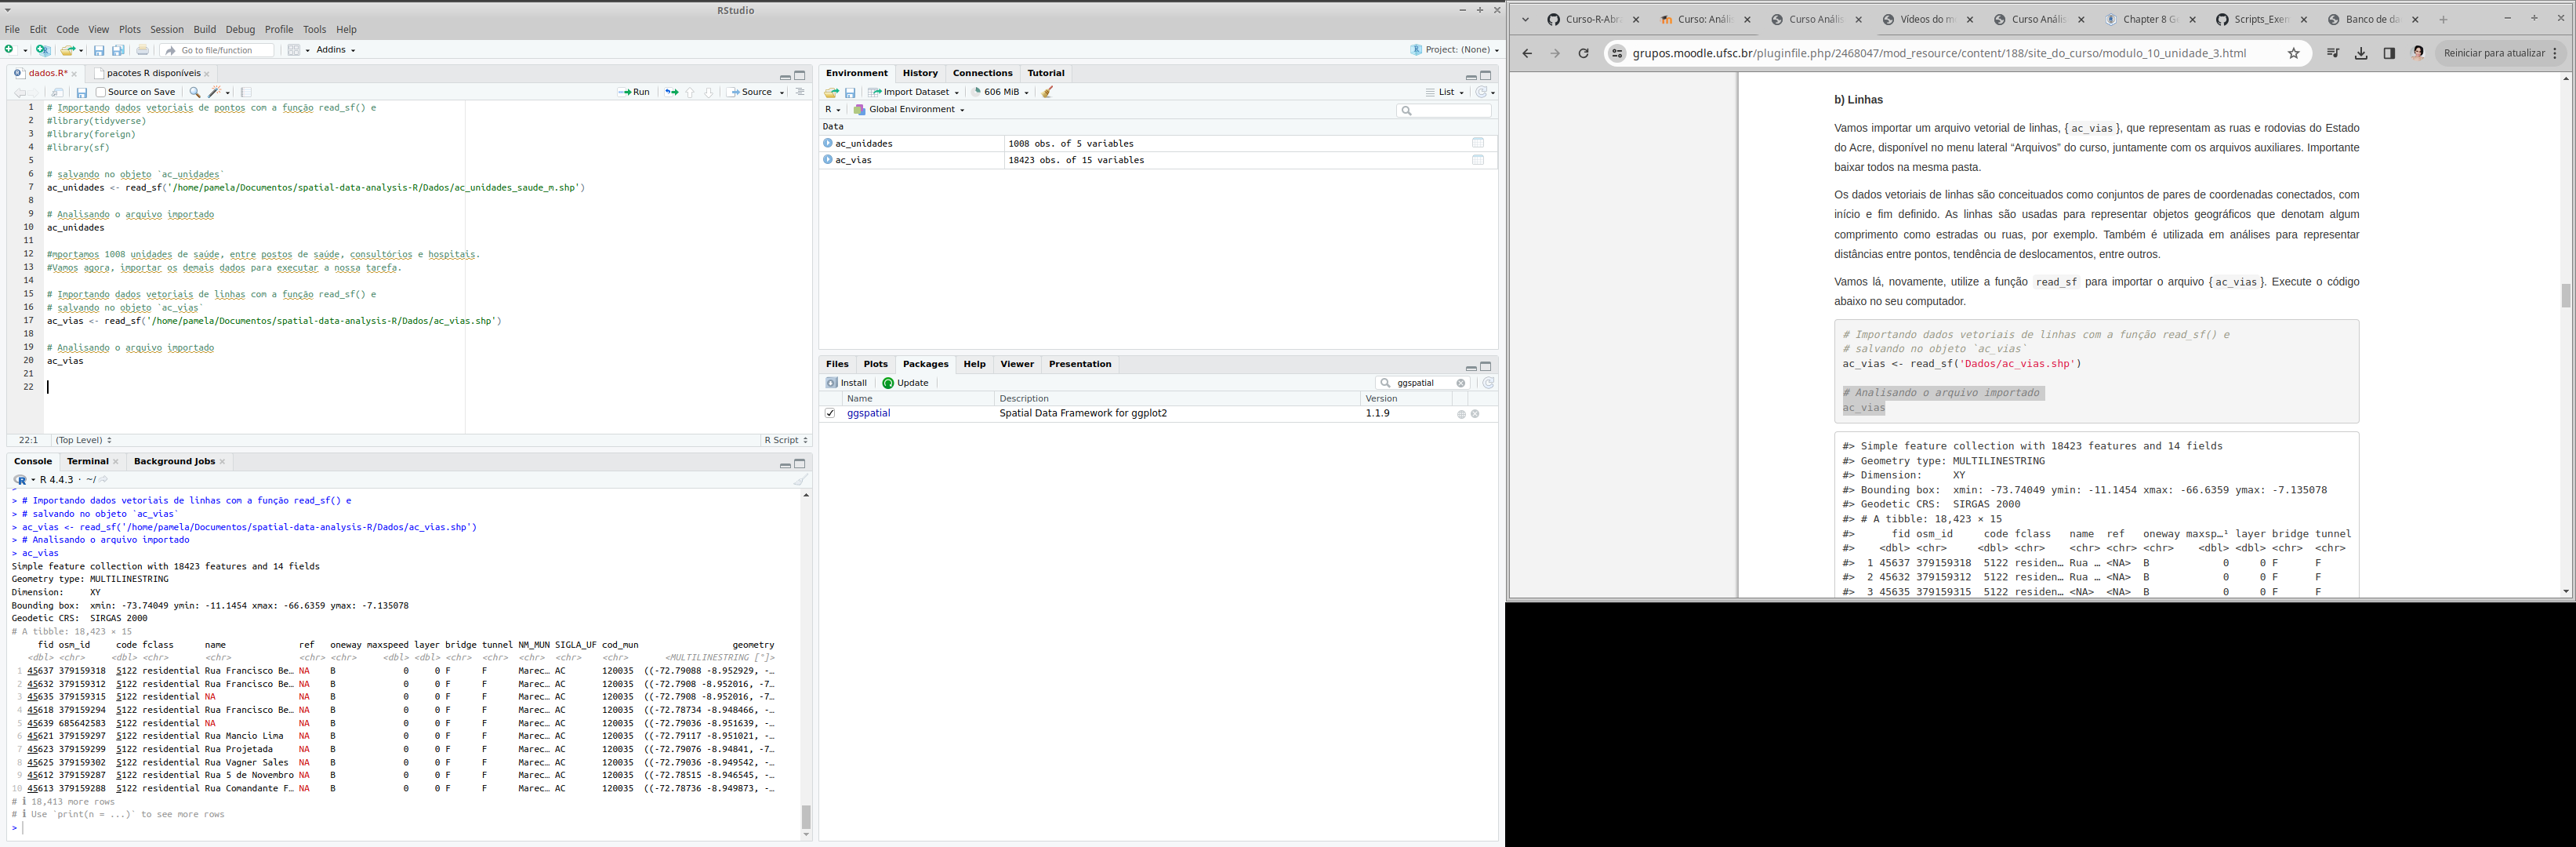 RStudio
File Edit Code View Plots Session Build Debug Profile Tools Help
Go to file/function Addins Project: (None)
dados.R* pacotes R disponíveis
Source on Save Run Source
1 # Importando dados vetoriais de pontos com a função read_sf() e
2 #library(tidyverse)
3 #library(foreign)
4 #library(sf)
5
6 # salvando no objeto `ac_unidades`
7 ac_unidades <- read_sf('/home/pamela/Documentos/spatial-data-analysis-R/Dados/ac_unidades_saude_m.shp')
8
9 # Analisando o arquivo importado
10 ac_unidades
11
12 #mportamos 1008 unidades de saúde, entre postos de saúde, consultórios e hospitais.
13 #Vamos agora, importar os demais dados para executar a nossa tarefa.
14
15 # Importando dados vetoriais de linhas com a função read_sf() e
16 # salvando no objeto `ac_vias`
17 ac_vias <- read_sf('/home/pamela/Documentos/spatial-data-analysis-R/Dados/ac_vias.shp')
18
19 # Analisando o arquivo importado
20 ac_vias
21
22
22:1 (Top Level) R Script
Console Terminal Background Jobs
R 4.4.3 · ~/
> # Importando dados vetoriais de linhas com a função read_sf() e
> # salvando no objeto `ac_vias`
> ac_vias <- read_sf('/home/pamela/Documentos/spatial-data-analysis-R/Dados/ac_vias.shp')
> # Analisando o arquivo importado
> ac_vias
Simple feature collection with 18423 features and 14 fields
Geometry type: MULTILINESTRING
Dimension: XY
Bounding box: xmin: -73.74049 ymin: -11.1454 xmax: -66.6359 ymax: -7.135078
Geodetic CRS: SIRGAS 2000
# A tibble: 18,423 × 15
fid osm_id code fclass name ref oneway maxspeed layer bridge tunnel NM_MUN SIGLA_UF cod_mun geometry
<dbl> <chr> <dbl> <chr> <chr> <chr> <chr> <dbl> <dbl> <chr> <chr> <chr> <chr> <chr> <MULTILINESTRING [°]>
1 45637 379159318 5122 residential Rua Francisco Be… NA B 0 0 F F Marec… AC 120035 ((-72.79088 -8.952929, -…
2 45632 379159312 5122 residential Rua Francisco Be… NA B 0 0 F F Marec… AC 120035 ((-72.7908 -8.952016, -7…
3 45635 379159315 5122 residential NA NA B 0 0 F F Marec… AC 120035 ((-72.7908 -8.952016, -7…
4 45618 379159294 5122 residential Rua Francisco Be… NA B 0 0 F F Marec… AC 120035 ((-72.78734 -8.948466, -…
5 45639 685642583 5122 residential NA NA B 0 0 F F Marec… AC 120035 ((-72.79036 -8.951639, -…
6 45621 379159297 5122 residential Rua Mancio Lima NA B 0 0 F F Marec… AC 120035 ((-72.79117 -8.951021, -…
7 45623 379159299 5122 residential Rua Projetada NA B 0 0 F F Marec… AC 120035 ((-72.79076 -8.94841, -7…
8 45625 379159302 5122 residential Rua Vagner Sales NA B 0 0 F F Marec… AC 120035 ((-72.79036 -8.949542, -…
9 45612 379159287 5122 residential Rua 5 de Novembro NA B 0 0 F F Marec… AC 120035 ((-72.78515 -8.946545, -…
10 45613 379159288 5122 residential Rua Comandante F… NA B 0 0 F F Marec… AC 120035 ((-72.78736 -8.949873, -…
# ℹ 18,413 more rows
# ℹ Use `print(n = ...)` to see more rows
>
Environment History Connections Tutorial
Import Dataset 606 MiB List
R Global Environment
Data
ac_unidades 1008 obs. of 5 variables
ac_vias 18423 obs. of 15 variables
Files Plots Packages Help Viewer Presentation
Install Update ggspatial
Name Description Version
ggspatial Spatial Data Framework for ggplot2 1.1.9
Curso-R-Abr Curso: Anális Curso Anális Vídeos do m Curso Anális Chapter 8 G Scripts_Exer Banco de da
grupos.moodle.ufsc.br/pluginfile.php/2468047/mod_resource/content/188/site_do_curso/modulo_10_unidade_3.html Reiniciar para atualizar
b) Linhas
Vamos importar um arquivo vetorial de linhas, { ac_vias }, que representam as ruas e rodovias do Estado
do Acre, disponível no menu lateral “Arquivos” do curso, juntamente com os arquivos auxiliares. Importante
baixar todos na mesma pasta.
Os dados vetoriais de linhas são conceituados como conjuntos de pares de coordenadas conectados, com
início e fim definido. As linhas são usadas para representar objetos geográficos que denotam algum
comprimento como estradas ou ruas, por exemplo. Também é utilizada em análises para representar
distâncias entre pontos, tendência de deslocamentos, entre outros.
Vamos lá, novamente, utilize a função read_sf para importar o arquivo { ac_vias }. Execute o código
abaixo no seu computador.
# Importando dados vetoriais de linhas com a função read_sf() e
# salvando no objeto `ac_vias`
ac_vias <- read_sf('Dados/ac_vias.shp')
# Analisando o arquivo importado
ac_vias
#> Simple feature collection with 18423 features and 14 fields
#> Geometry type: MULTILINESTRING
#> Dimension: XY
#> Bounding box: xmin: -73.74049 ymin: -11.1454 xmax: -66.6359 ymax: -7.135078
#> Geodetic CRS: SIRGAS 2000
#> # A tibble: 18,423 × 15
#> fid osm_id code fclass name ref oneway maxsp…¹ layer bridge tunnel
#> <dbl> <chr> <dbl> <chr> <chr> <chr> <chr> <dbl> <dbl> <chr> <chr>
#> 1 45637 379159318 5122 residen… Rua … <NA> B 0 0 F F
#> 2 45632 379159312 5122 residen… Rua … <NA> B 0 0 F F
#> 3 45635 379159315 5122 residen… <NA> <NA> B 0 0 F F